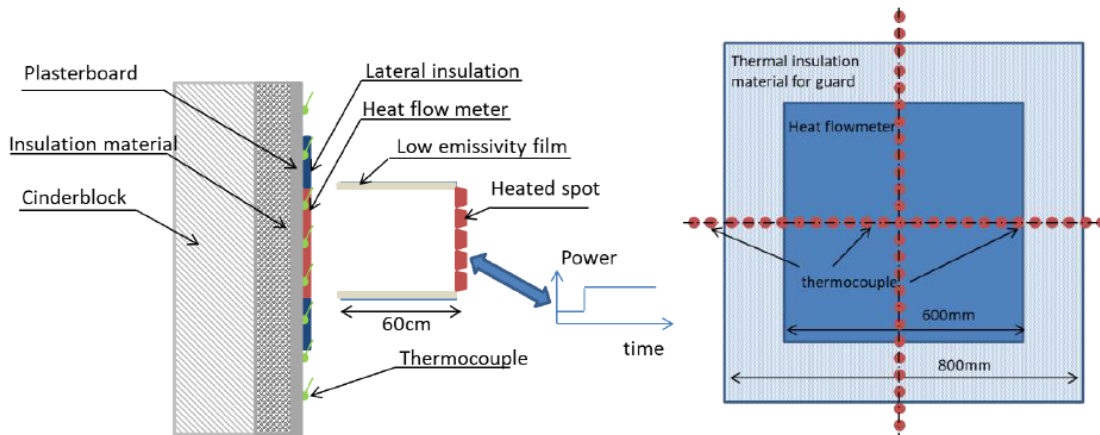 Plasterboard
Insulation material
Cinderblock
Lateral insulation
Heat flow meter
Low emissivity film
Heated spot
Power
time
60cm
Thermocouple
Thermal insulation
material for guard
Heat flowmeter
thermocouple
600mm
800mm